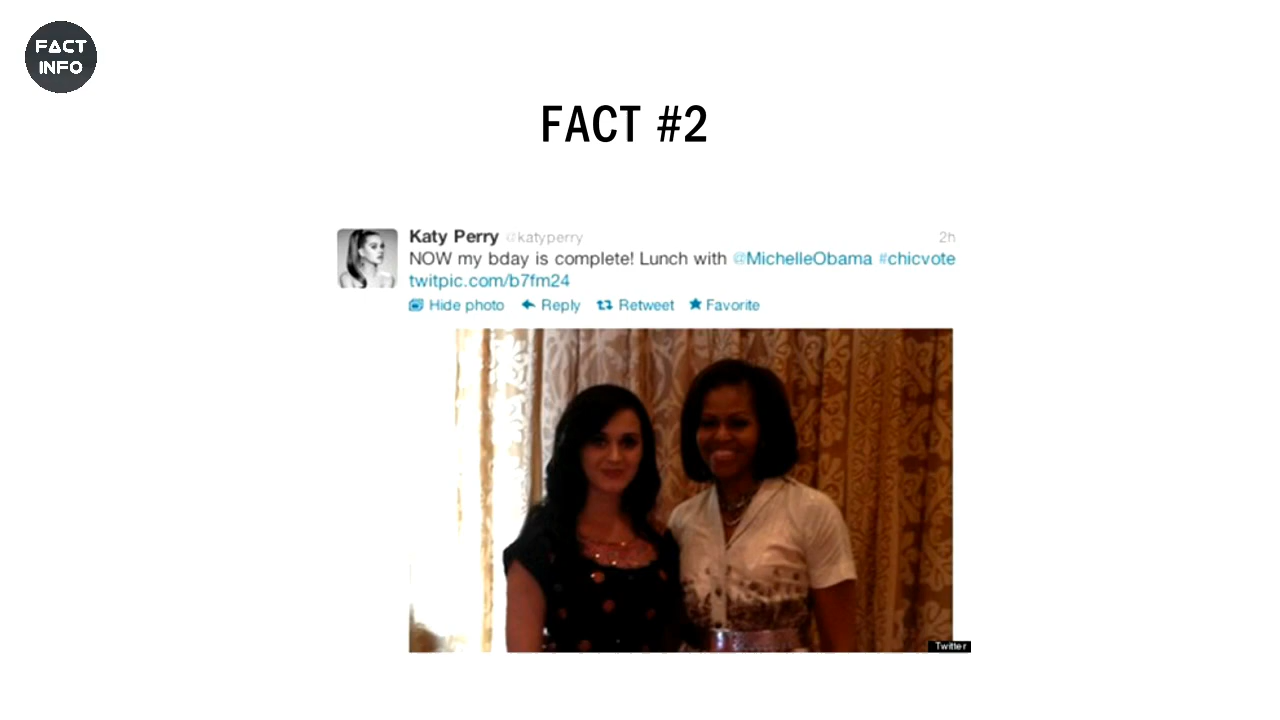 FACT
INFO
FACT #2
Katy Perry @katyperry 2h
NOW my bday is complete! Lunch with @MichelleObama #chicvote
twitpic.com/b7fm24
Hide photo Reply Retweet Favorite
Twitter